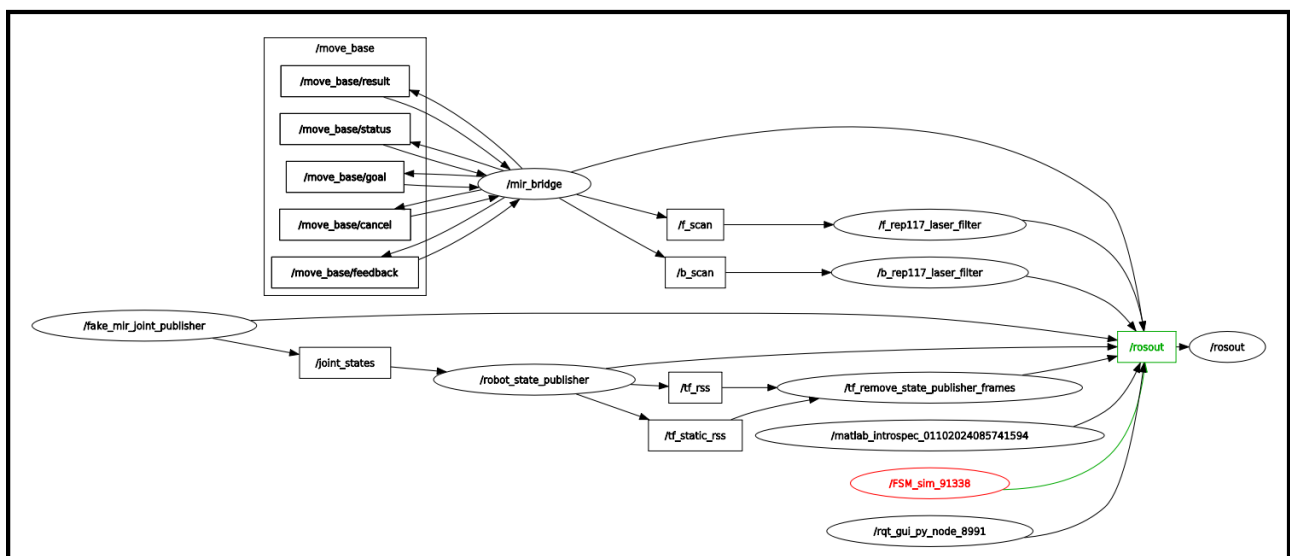 /move_base
/move_base/result
/move_base/status
/move_base/goal
/move_base/cancel
/move_base/feedback
/mir_bridge
/f_scan
/f_rep117_laser_filter
/b_scan
/b_rep117_laser_filter
/fake_mir_joint_publisher
/joint_states
/robot_state_publisher
/tf_rss
/tf_static_rss
/tf_remove_state_publisher_frames
/matlab_introspec_01102024085741594
/FSM_sim_91338
/rqt_gui_py_node_8991
/rosout
/rosout